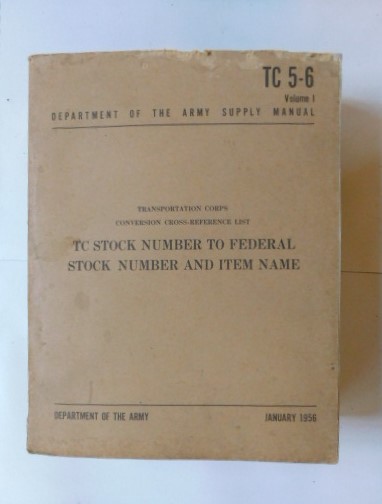 TC 5-6
Volume I
DEPARTMENT OF THE ARMY SUPPLY MANUAL
TRANSPORTATION CORPS
CONVERSION CROSS-REFERENCE LIST
TC STOCK NUMBER TO FEDERAL
STOCK NUMBER AND ITEM NAME
DEPARTMENT OF THE ARMY JANUARY 1956